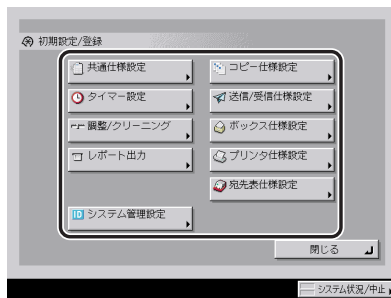 初期設定/登録
共通仕様設定
コピー仕様設定
タイマー設定
送信/受信仕様設定
調整/クリーニング
ボックス仕様設定
レポート出力
プリンタ仕様設定
宛先表仕様設定
ID システム管理設定
閉じる
システム状況/中止